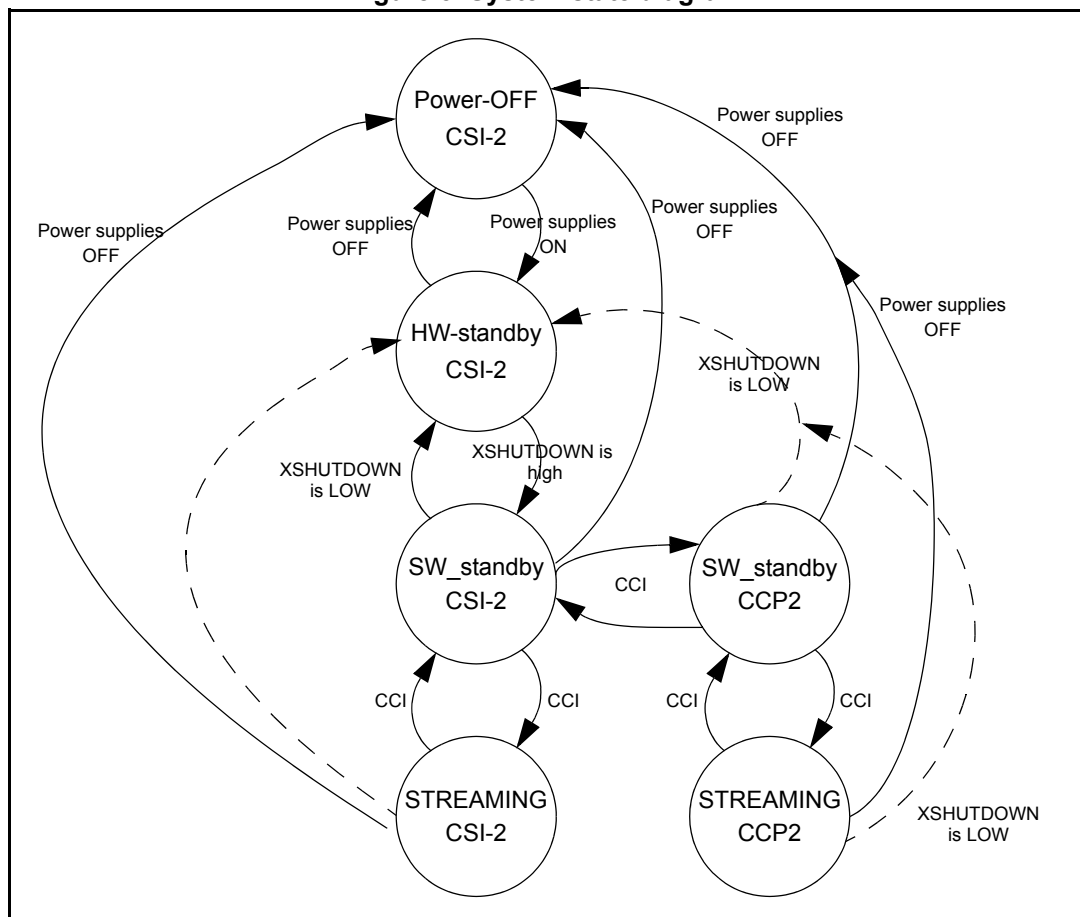 Power-OFF
CSI-2
Power supplies
OFF
Power supplies
OFF
Power supplies
OFF
Power supplies
ON
Power supplies
OFF
Power supplies
OFF
HW-standby
CSI-2
XSHUTDOWN
is LOW
XSHUTDOWN
is LOW
XSHUTDOWN is
high
SW_standby
CSI-2
CCI
SW_standby
CCP2
CCI
CCI
CCI
CCI
STREAMING
CSI-2
STREAMING
CCP2
XSHUTDOWN
is LOW